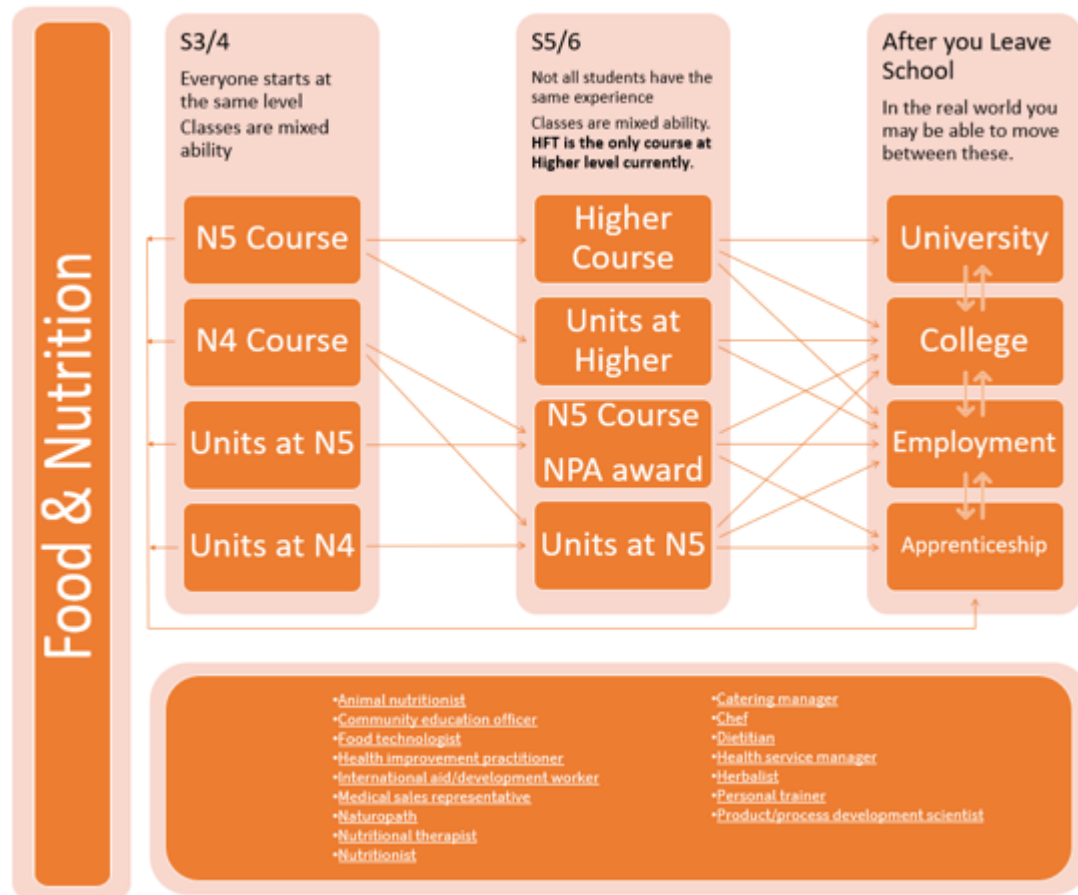 Food & Nutrition
S3/4
Everyone starts at
the same level
Classes are mixed
ability
N5 Course
N4 Course
Units at N5
Units at N4
S5/6
Not all students have the
same experience
Classes are mixed ability.
HFT is the only course at
Higher level currently.
Higher
Course
Units at
Higher
N5 Course
NPA award
Units at N5
After you Leave
School
In the real world you
may be able to move
between these.
University
College
Employment
Apprenticeship
•Animal nutritionist
•Community education officer
•Food technologist
•Health improvement practitioner
•International aid/development worker
•Medical sales representative
•Naturopath
•Nutritional therapist
•Nutritionist
•Catering manager
•Chef
•Dietitian
•Health service manager
•Herbalist
•Personal trainer
•Product/process development scientist